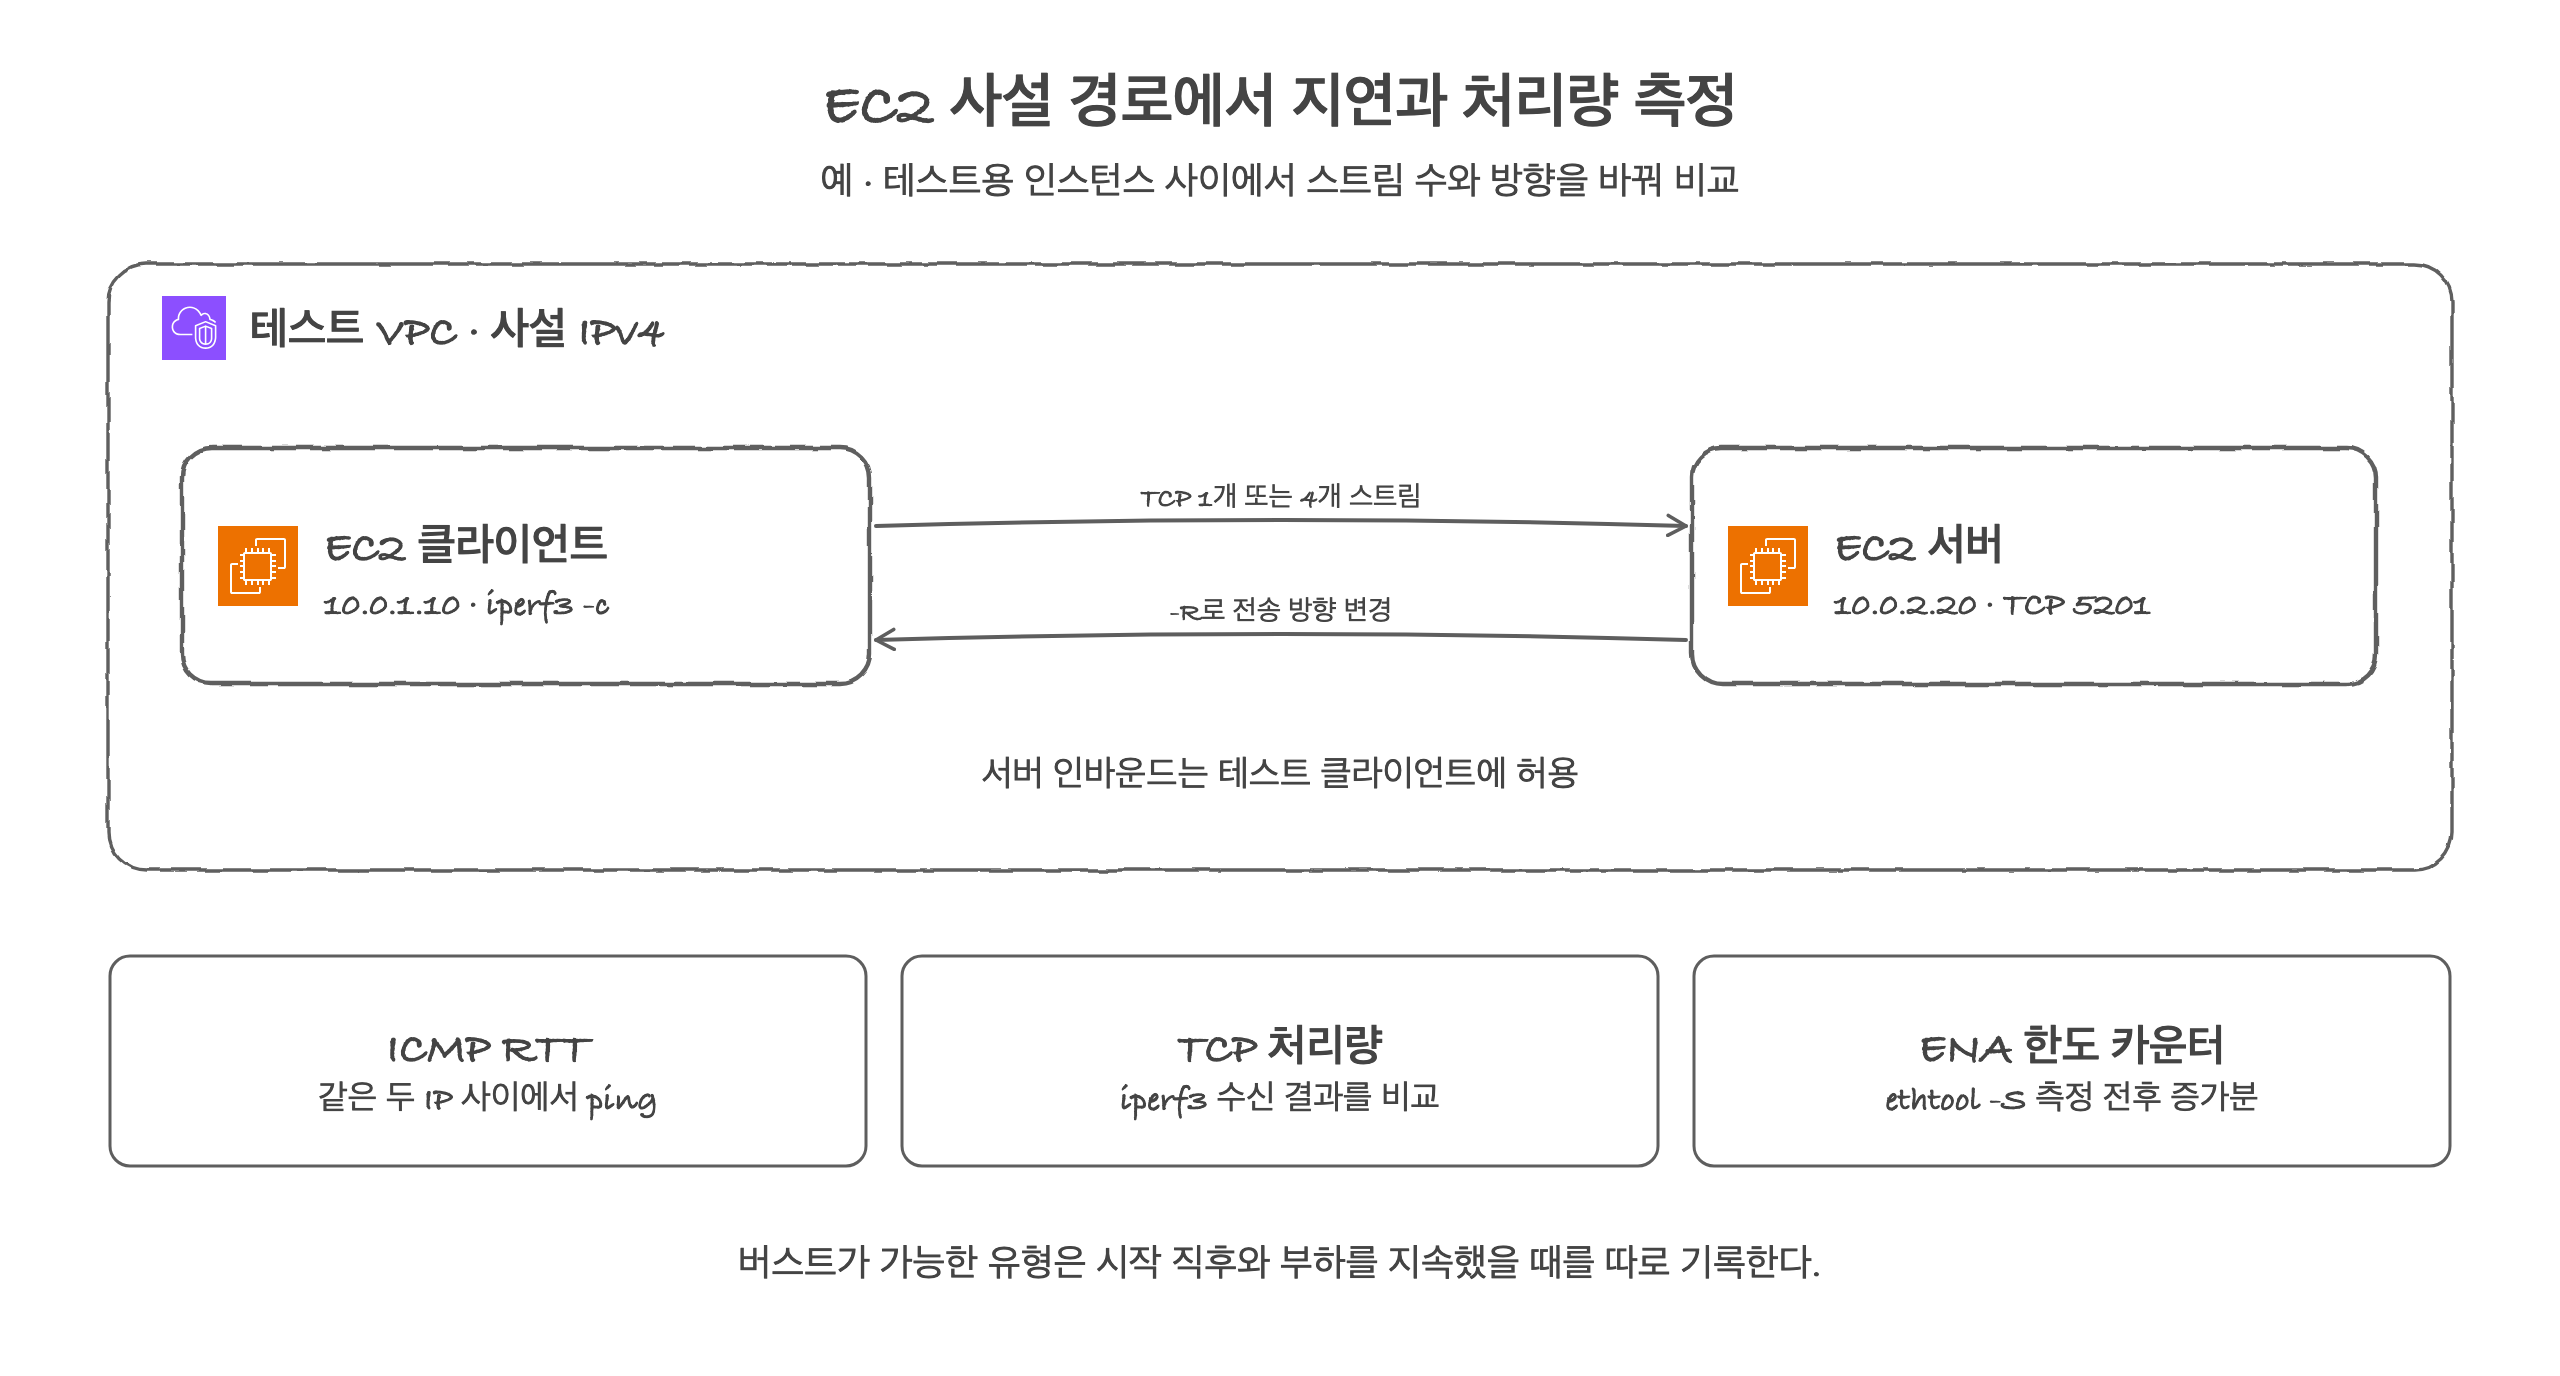 EC2 사설 경로에서 지연과 처리량 측정
예 · 테스트용 인스턴스 사이에서 스트림 수와 방향을 바꿔 비교
테스트 VPC · 사설 IPv4
TCP 1개 또는 4개 스트림
EC2 클라이언트
10.0.1.10 · iperf3 -c
-R로 전송 방향 변경
EC2 서버
10.0.2.20 · TCP 5201
서버 인바운드는 테스트 클라이언트에 허용
ICMP RTT
같은 두 IP 사이에서 ping
TCP 처리량
iperf3 수신 결과를 비교
ENA 한도 카운터
ethtool -S 측정 전후 증가분
버스트가 가능한 유형은 시작 직후와 부하를 지속했을 때를 따로 기록한다.